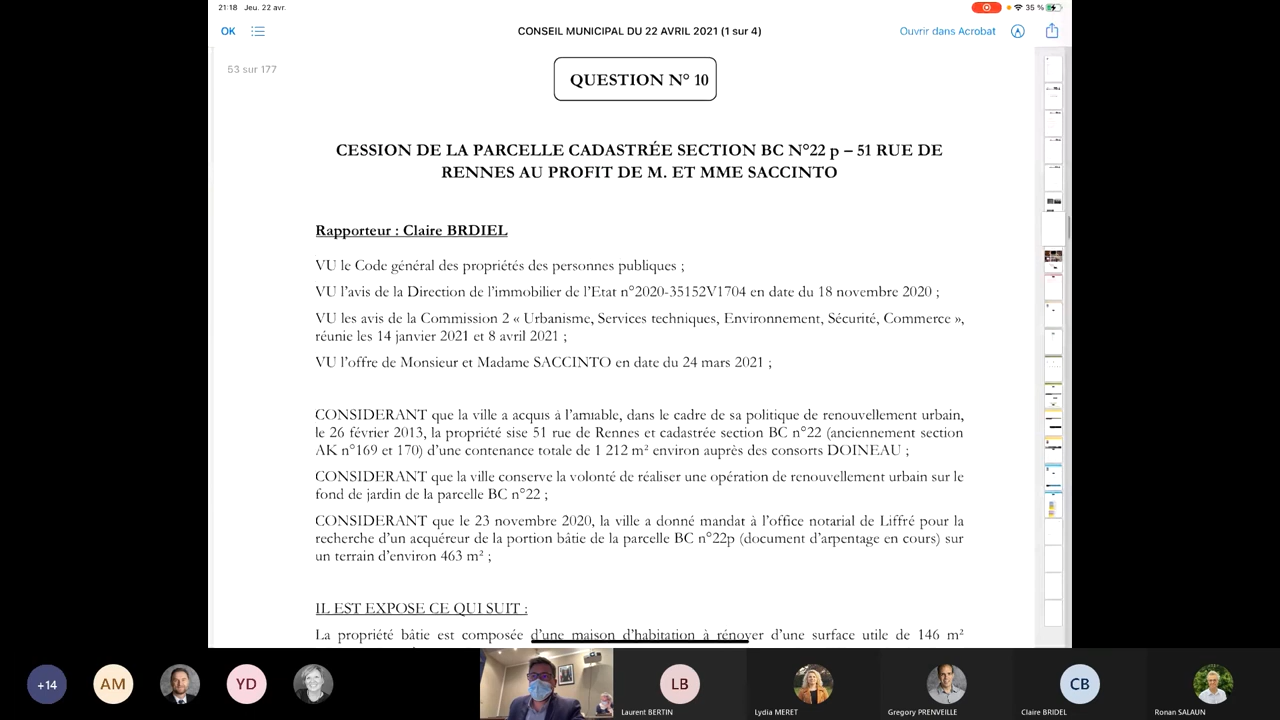 21:18 Jeu. 22 avr.
35 %
OK
CONSEIL MUNICIPAL DU 22 AVRIL 2021 (1 sur 4)
Ouvrir dans Acrobat
53 sur 177
QUESTION N° 10
CESSION DE LA PARCELLE CADASTRÉE SECTION BC N°22 p – 51 RUE DE
RENNES AU PROFIT DE M. ET MME SACCINTO
Rapporteur : Claire BRDIEL
VU le Code général des propriétés des personnes publiques ;
VU l'avis de la Direction de l'immobilier de l'Etat n°2020-35152V1704 en date du 18 novembre 2020 ;
VU les avis de la Commission 2 « Urbanisme, Services techniques, Environnement, Sécurité, Commerce »,
réunie les 14 janvier 2021 et 8 avril 2021 ;
VU l'offre de Monsieur et Madame SACCINTO en date du 24 mars 2021 ;
CONSIDERANT que la ville a acquis à l'amiable, dans le cadre de sa politique de renouvellement urbain,
le 26 février 2013, la propriété sise 51 rue de Rennes et cadastrée section BC n°22 (anciennement section
AK n°169 et 170) d'une contenance totale de 1 212 m² environ auprès des consorts DOINEAU ;
CONSIDERANT que la ville conserve la volonté de réaliser une opération de renouvellement urbain sur le
fond de jardin de la parcelle BC n°22 ;
CONSIDERANT que le 23 novembre 2020, la ville a donné mandat à l'office notarial de Liffré pour la
recherche d'un acquéreur de la portion bâtie de la parcelle BC n°22p (document d'arpentage en cours) sur
un terrain d'environ 463 m² ;
IL EST EXPOSE CE QUI SUIT :
La propriété bâtie est composée d'une maison d'habitation à rénover d'une surface utile de 146 m²
+14
AM
YD
LB
CB
Laurent BERTIN
Lydia MERET
Gregory PRENVEILLE
Claire BRIDEL
Ronan SALAUN